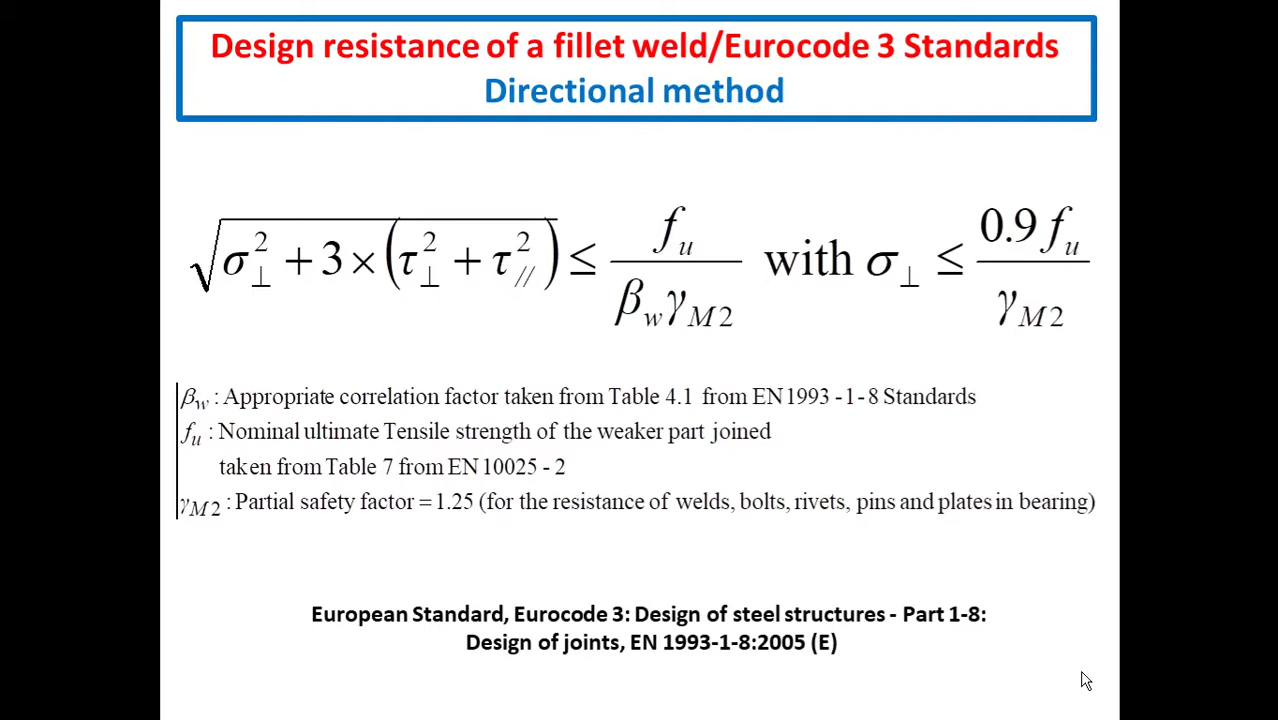 Design resistance of a fillet weld/Eurocode 3 Standards
Directional method
√(σ⊥² + 3×(τ⊥² + τ//²)) ≤ fu / (βw γM2) with σ⊥ ≤ 0.9 fu / γM2
βw : Appropriate correlation factor taken from Table 4.1 from EN1993 -1-8 Standards
fu : Nominal ultimate Tensile strength of the weaker part joined
taken from Table 7 from EN 10025 - 2
γM2 : Partial safety factor = 1.25 (for the resistance of welds, bolts, rivets, pins and plates in bearing)
European Standard, Eurocode 3: Design of steel structures - Part 1-8:
Design of joints, EN 1993-1-8:2005 (E)